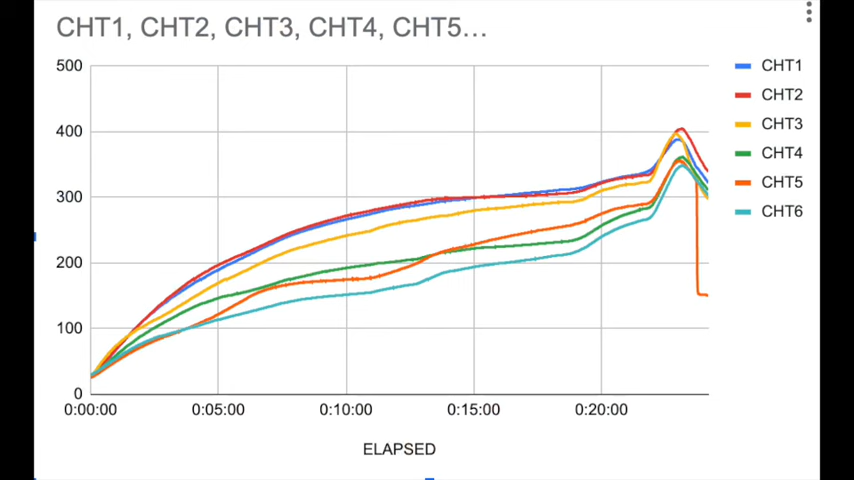 CHT1, CHT2, CHT3, CHT4, CHT5...
500
400
300
200
100
0
0:00:00 0:05:00 0:10:00 0:15:00 0:20:00
ELAPSED
CHT1
CHT2
CHT3
CHT4
CHT5
CHT6